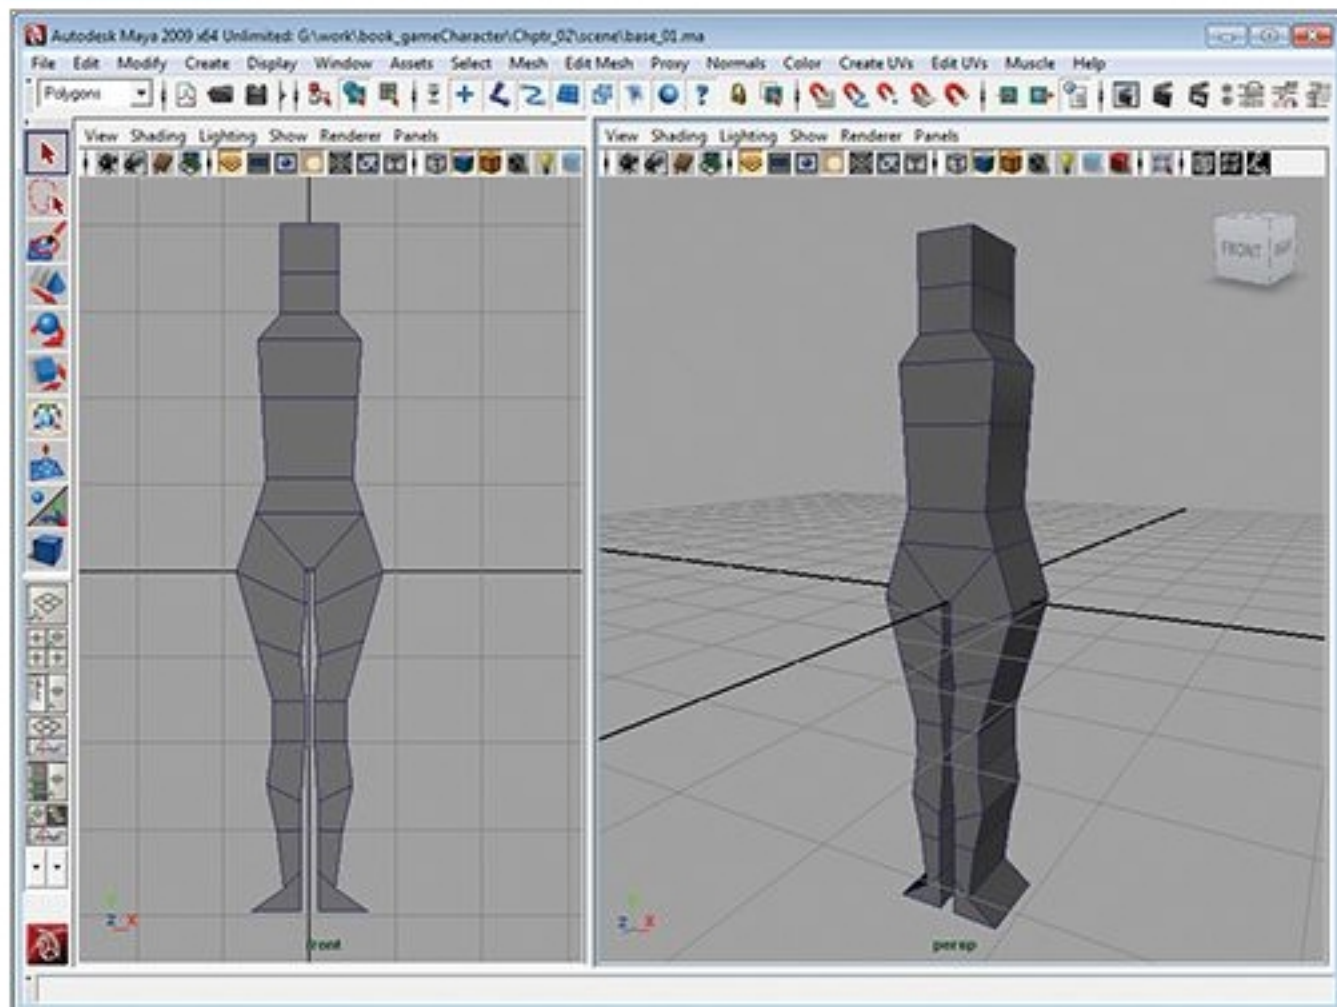 Autodesk Maya 2009 x64 Unlimited: G:\work\book_gameCharacter\Chptr_02\scene\base_01.ma
File Edit Modify Create Display Window Assets Select Mesh Edit Mesh Proxy Normals Color Create UVs Edit UVs Muscle Help
Polygons
View Shading Lighting Show Renderer Panels
View Shading Lighting Show Renderer Panels
FRONT
Z X
front
Z X
persp